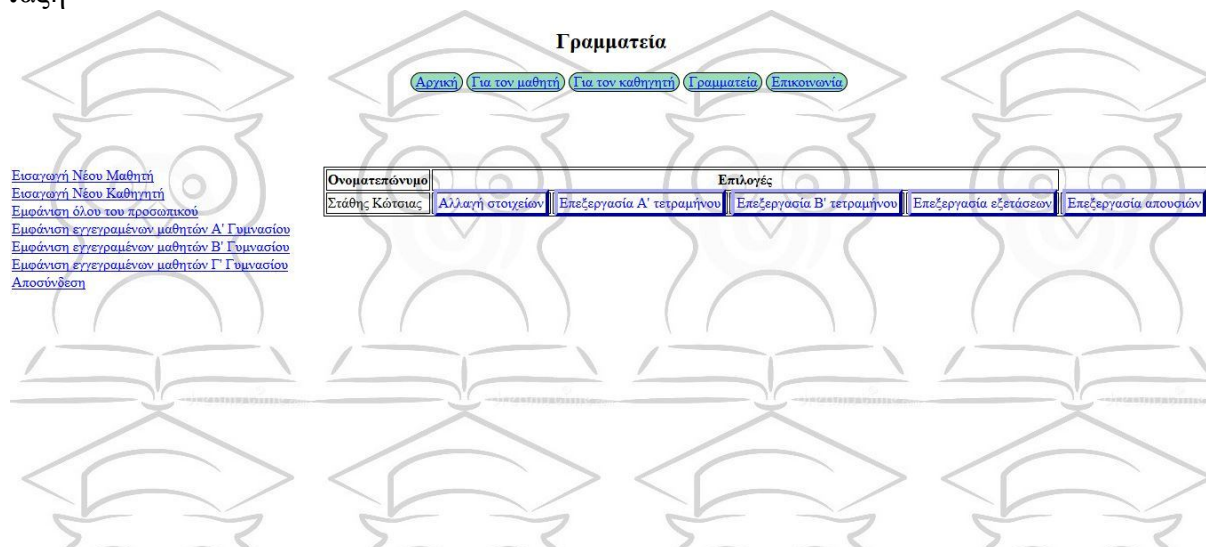 τάξη
Γραμματεία
Αρχική Για τον μαθητή Για τον καθηγητή Γραμματεία Επικοινωνία
Εισαγωγή Νέου Μαθητή
Εισαγωγή Νέου Καθηγητή
Εμφάνιση όλου του προσωπικού
Εμφάνιση εγγεγραμένων μαθητών Α' Γυμνασίου
Εμφάνιση εγγεγραμένων μαθητών Β' Γυμνασίου
Εμφάνιση εγγεγραμένων μαθητών Γ' Γυμνασίου
Αποσύνδεση
Ονοματεπώνυμο Επιλογές
Στάθης Κότσιας Αλλαγή στοιχείων Επεξεργασία Α' τετραμήνου Επεξεργασία Β' τετραμήνου Επεξεργασία εξετάσεων Επεξεργασία απουσιών